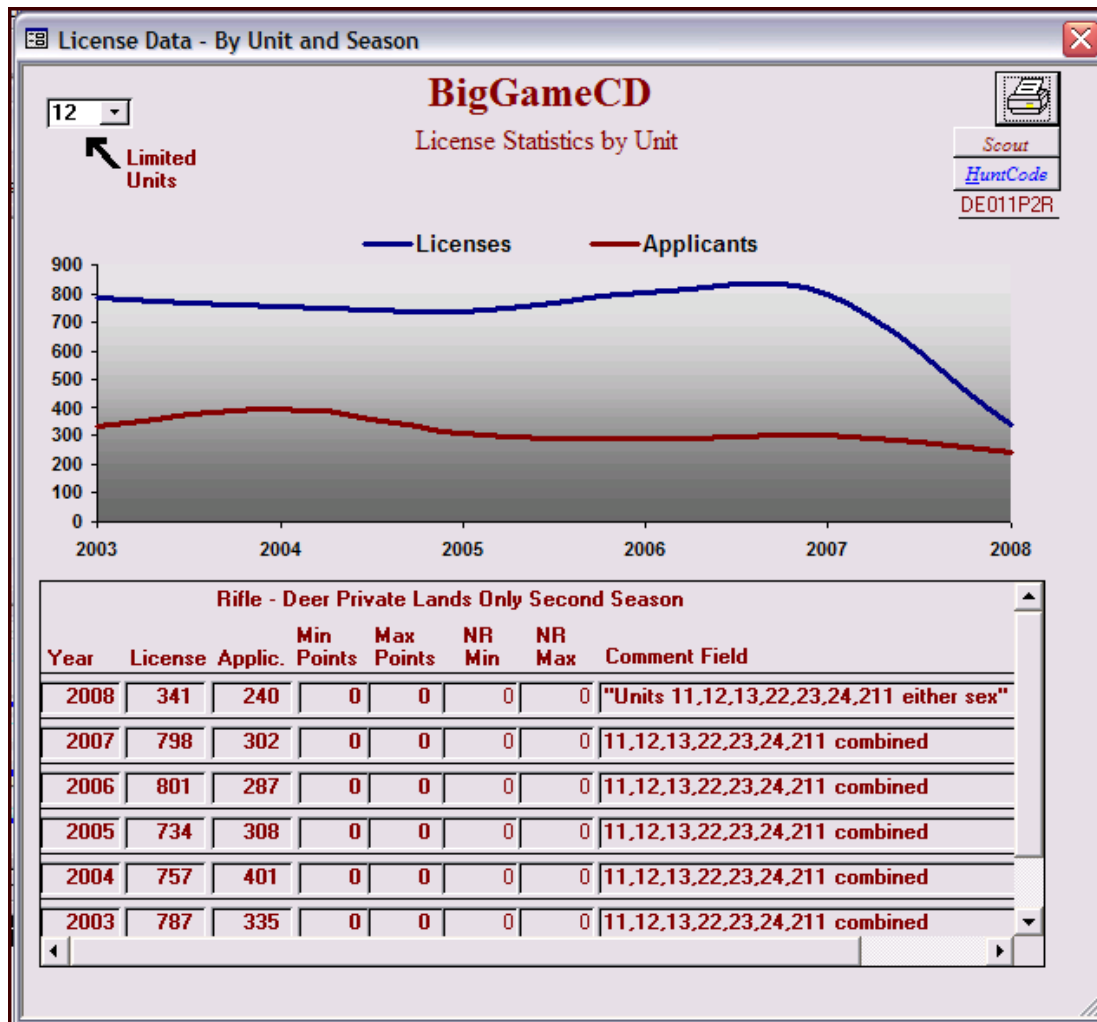 License Data - By Unit and Season
BigGameCD
12
License Statistics by Unit
Limited
Units
Scout
HuntCode
DE011P2R
Licenses Applicants
900
800
700
600
500
400
300
200
100
0
2003 2004 2005 2006 2007 2008
Rifle - Deer Private Lands Only Second Season
Year License Applic. Min Points Max Points NR Min NR Max Comment Field
2008 341 240 0 0 0 0 "Units 11,12,13,22,23,24,211 either sex"
2007 798 302 0 0 0 0 11,12,13,22,23,24,211 combined
2006 801 287 0 0 0 0 11,12,13,22,23,24,211 combined
2005 734 308 0 0 0 0 11,12,13,22,23,24,211 combined
2004 757 401 0 0 0 0 11,12,13,22,23,24,211 combined
2003 787 335 0 0 0 0 11,12,13,22,23,24,211 combined